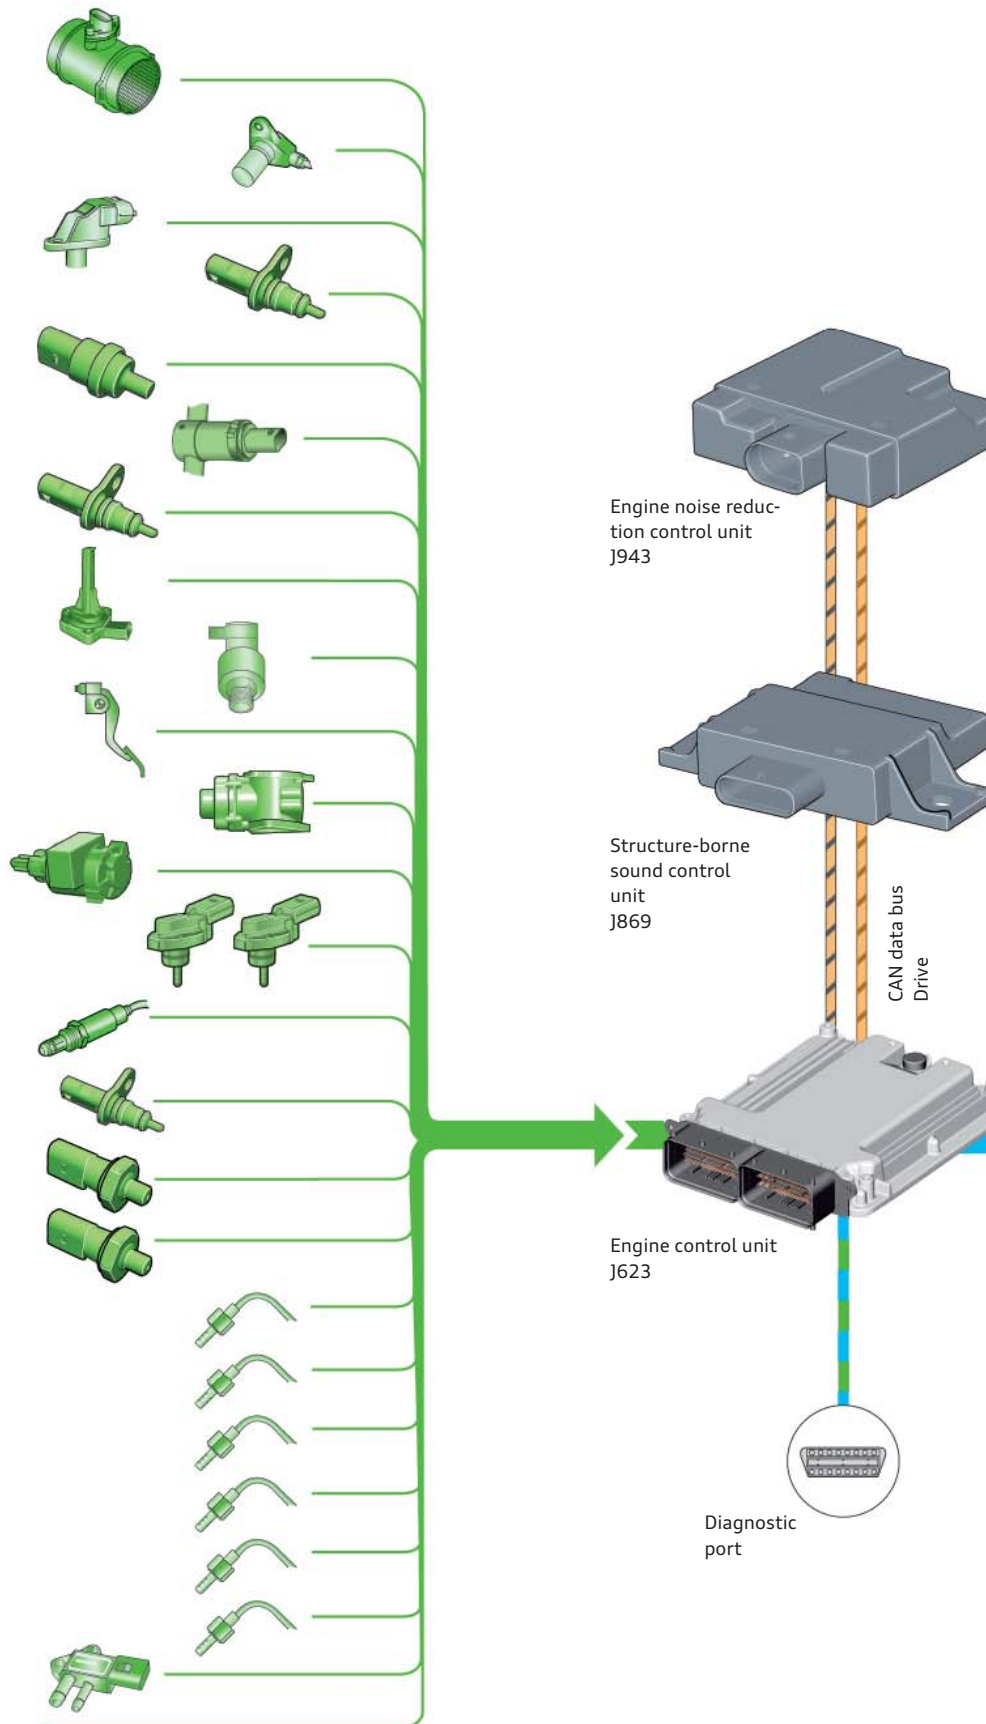 Engine noise reduc-
tion control unit
J943
Structure-borne
sound control
unit
J869
CAN data bus
Drive
Engine control unit
J623
Diagnostic
port